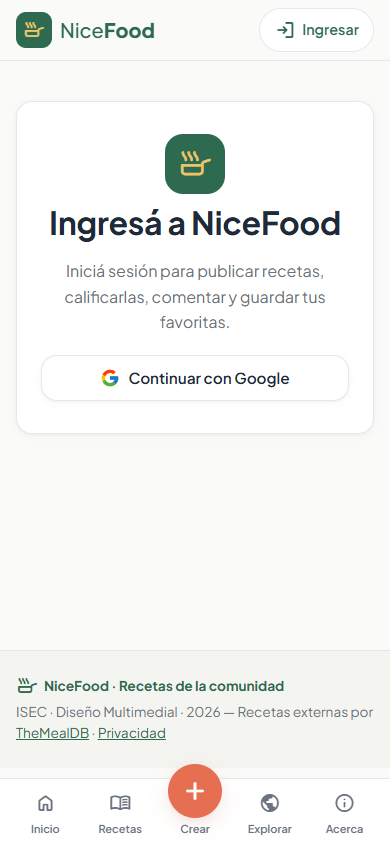 NiceFood
Ingresar
Ingresá a NiceFood
Iniciá sesión para publicar recetas,
calificarlas, comentar y guardar tus
favoritas.
Continuar con Google
NiceFood · Recetas de la comunidad
ISEC · Diseño Multimedial · 2026 — Recetas externas por
TheMealDB · Privacidad
Inicio
Recetas
Crear
Explorar
Acerca